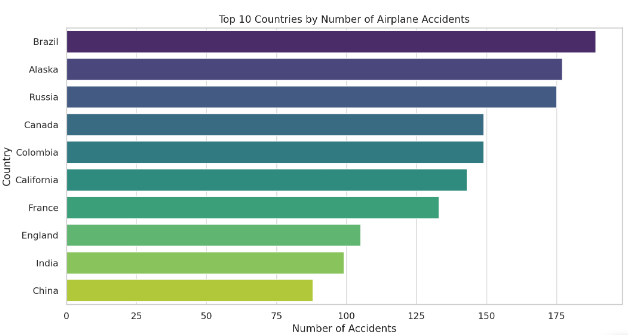 Top 10 Countries by Number of Airplane Accidents
Country
Brazil
Alaska
Russia
Canada
Colombia
California
France
England
India
China
0 25 50 75 100 125 150 175
Number of Accidents